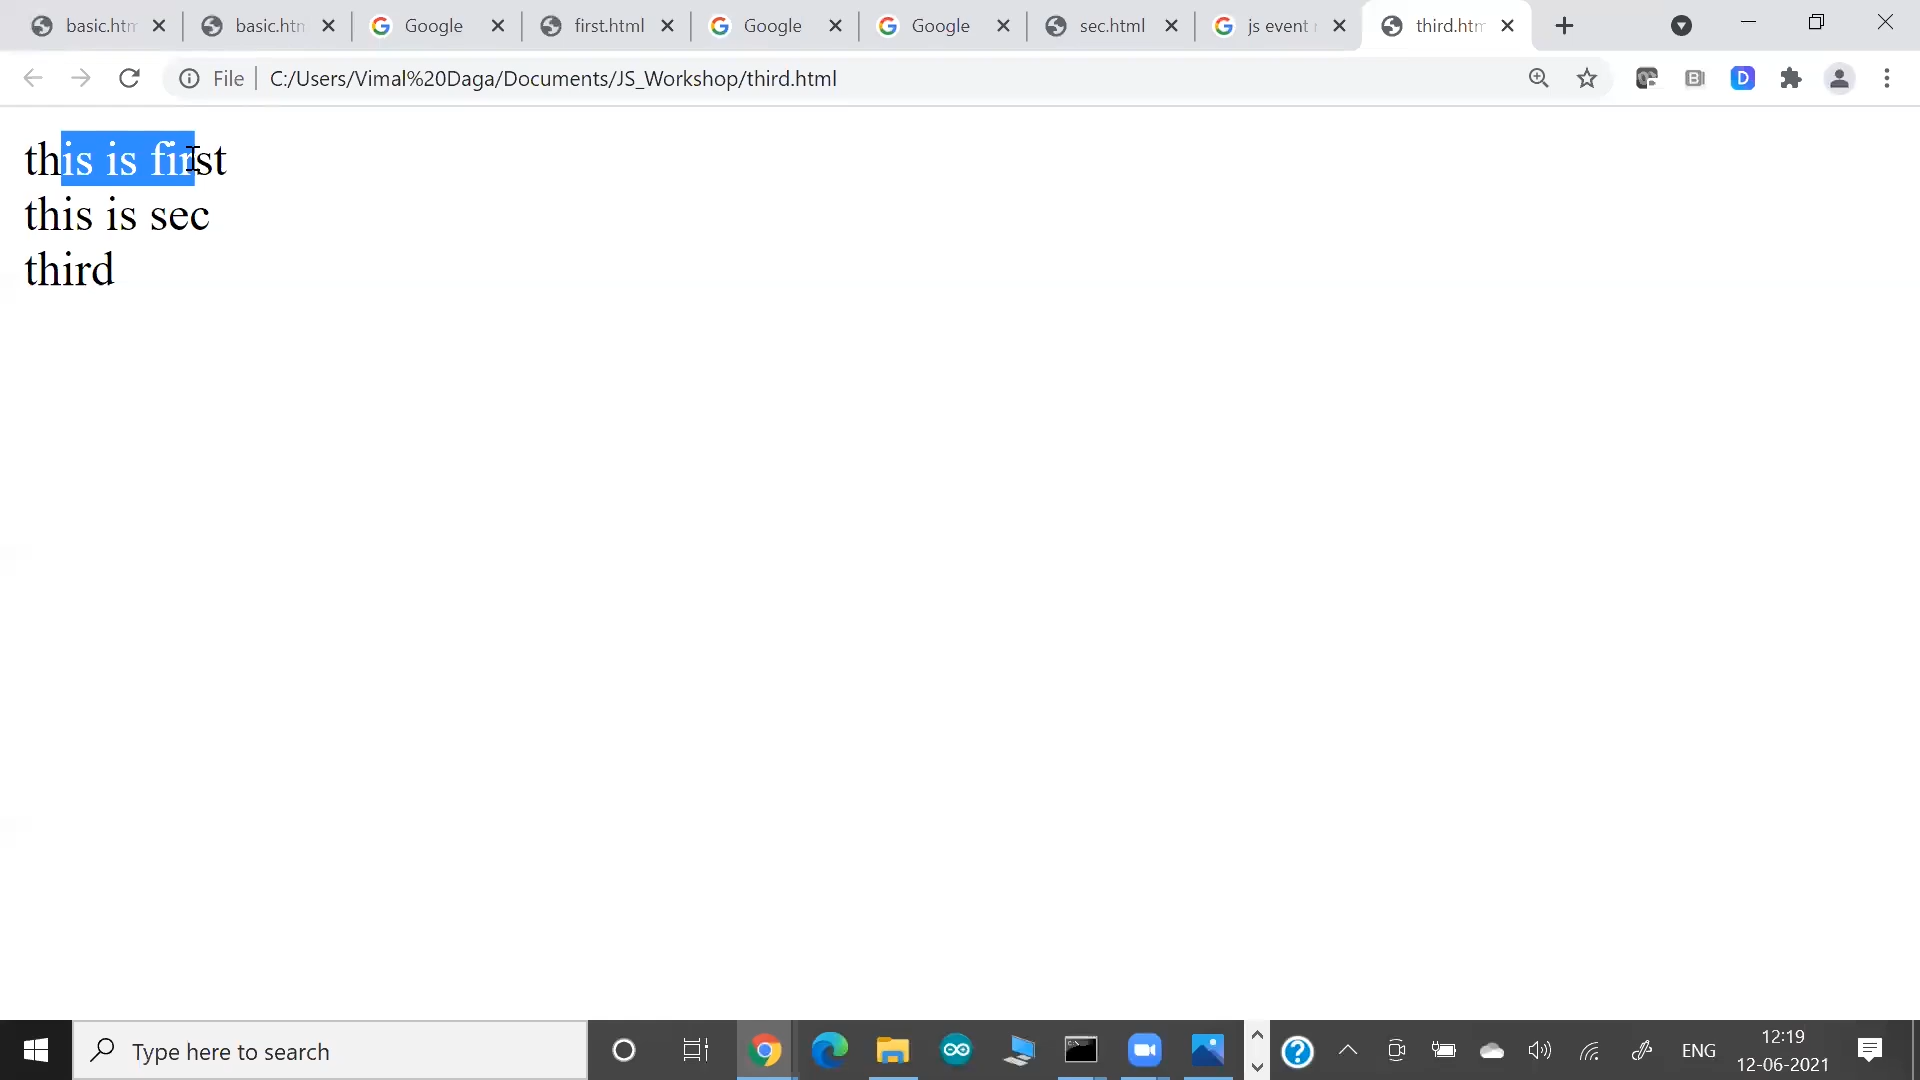 basic.htm
basic.htm
Google
first.html
Google
Google
sec.html
js event
third.htm
File
C:/Users/Vimal%20Daga/Documents/JS_Workshop/third.html
this is first
this is sec
third
Type here to search
ENG
12:19
12-06-2021